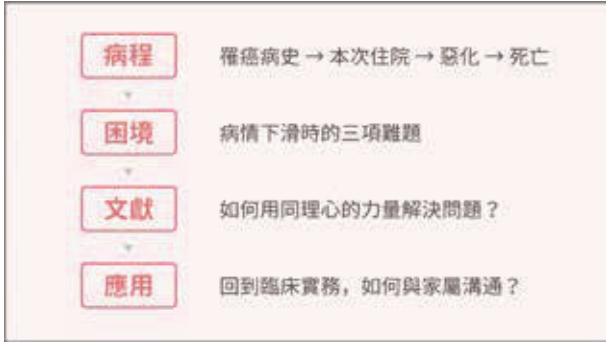 病程 罹癌病史 → 本次住院 → 惡化 → 死亡
困境 病情下滑時的三項難題
文獻 如何用同理心的力量解決問題？
應用 回到臨床實務，如何與家屬溝通？